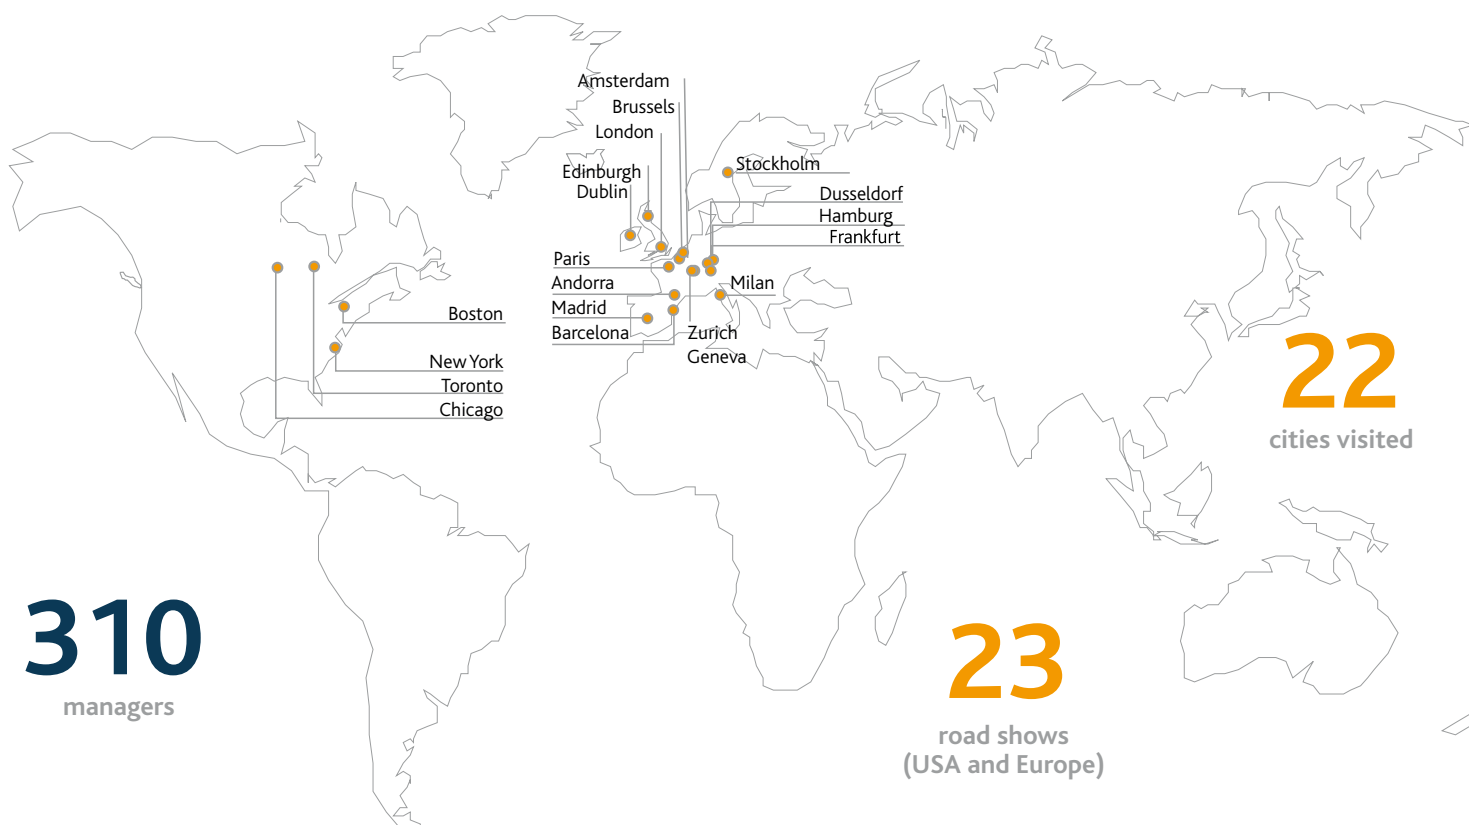 Amsterdam
Brussels
London
Edinburgh
Dublin
Stockholm
Dusseldorf
Hamburg
Frankfurt
Paris
Andorra
Madrid
Barcelona
Milan
Zurich
Geneva
Boston
New York
Toronto
Chicago
22
cities visited
310
managers
23
road shows
(USA and Europe)